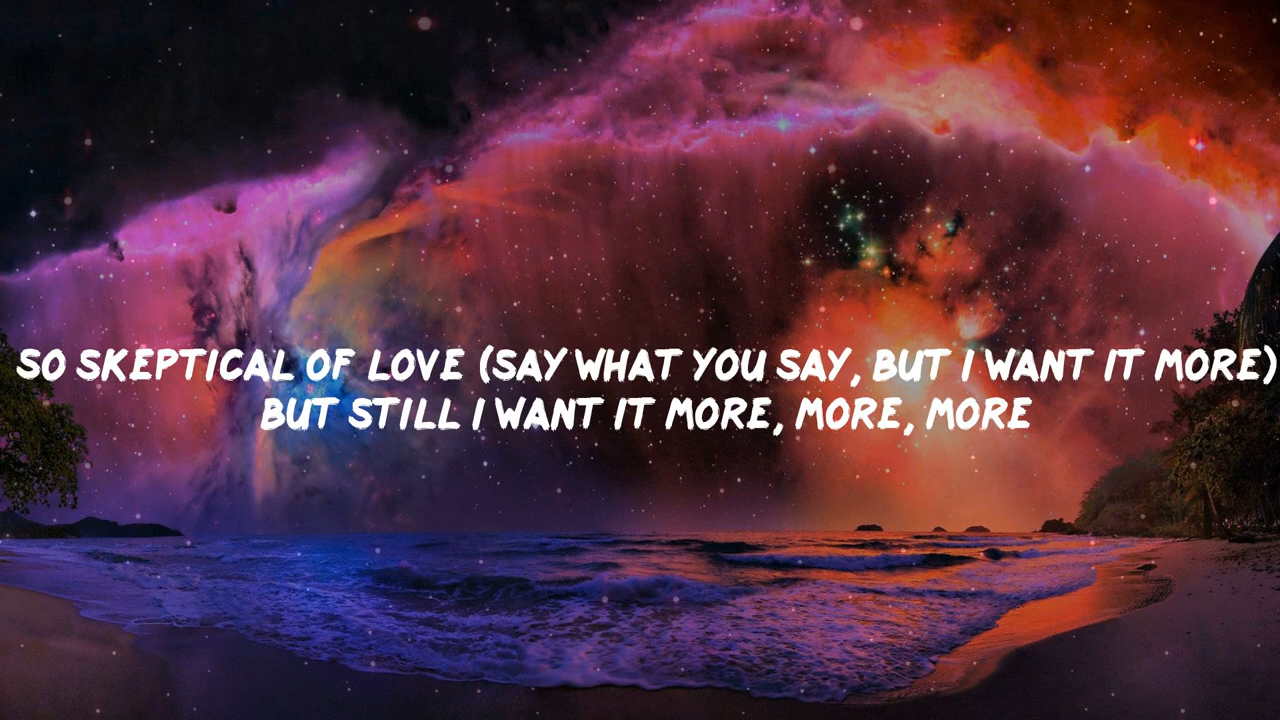 SO SKEPTICAL OF LOVE (SAY WHAT YOU SAY, BUT I WANT IT MORE)
BUT STILL I WANT IT MORE, MORE, MORE